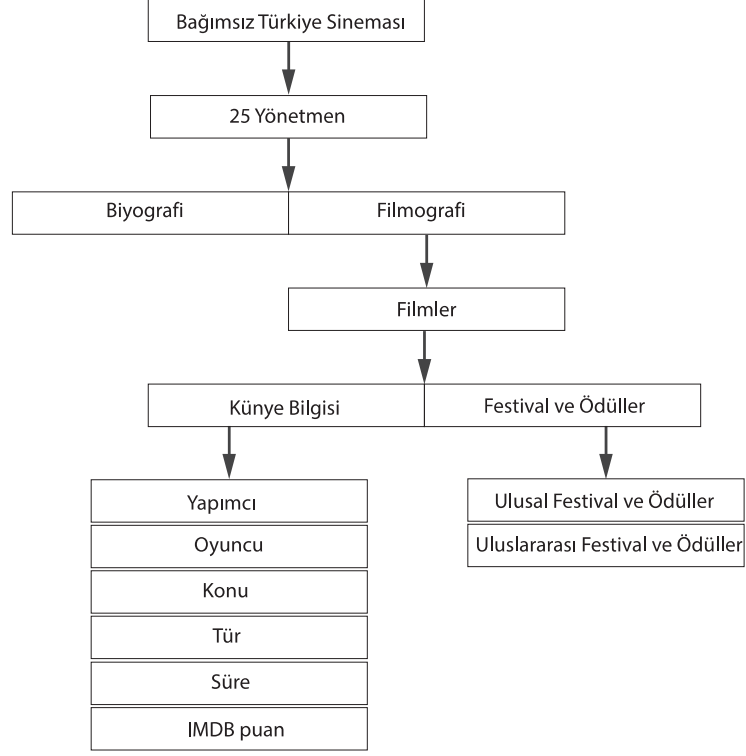 Bağımsız Türkiye Sineması
25 Yönetmen
Biyografi
Filmografi
Filmler
Künye Bilgisi
Festival ve Ödüller
Yapımcı
Oyuncu
Konu
Tür
Süre
IMDB puan
Ulusal Festival ve Ödüller
Uluslararası Festival ve Ödüller